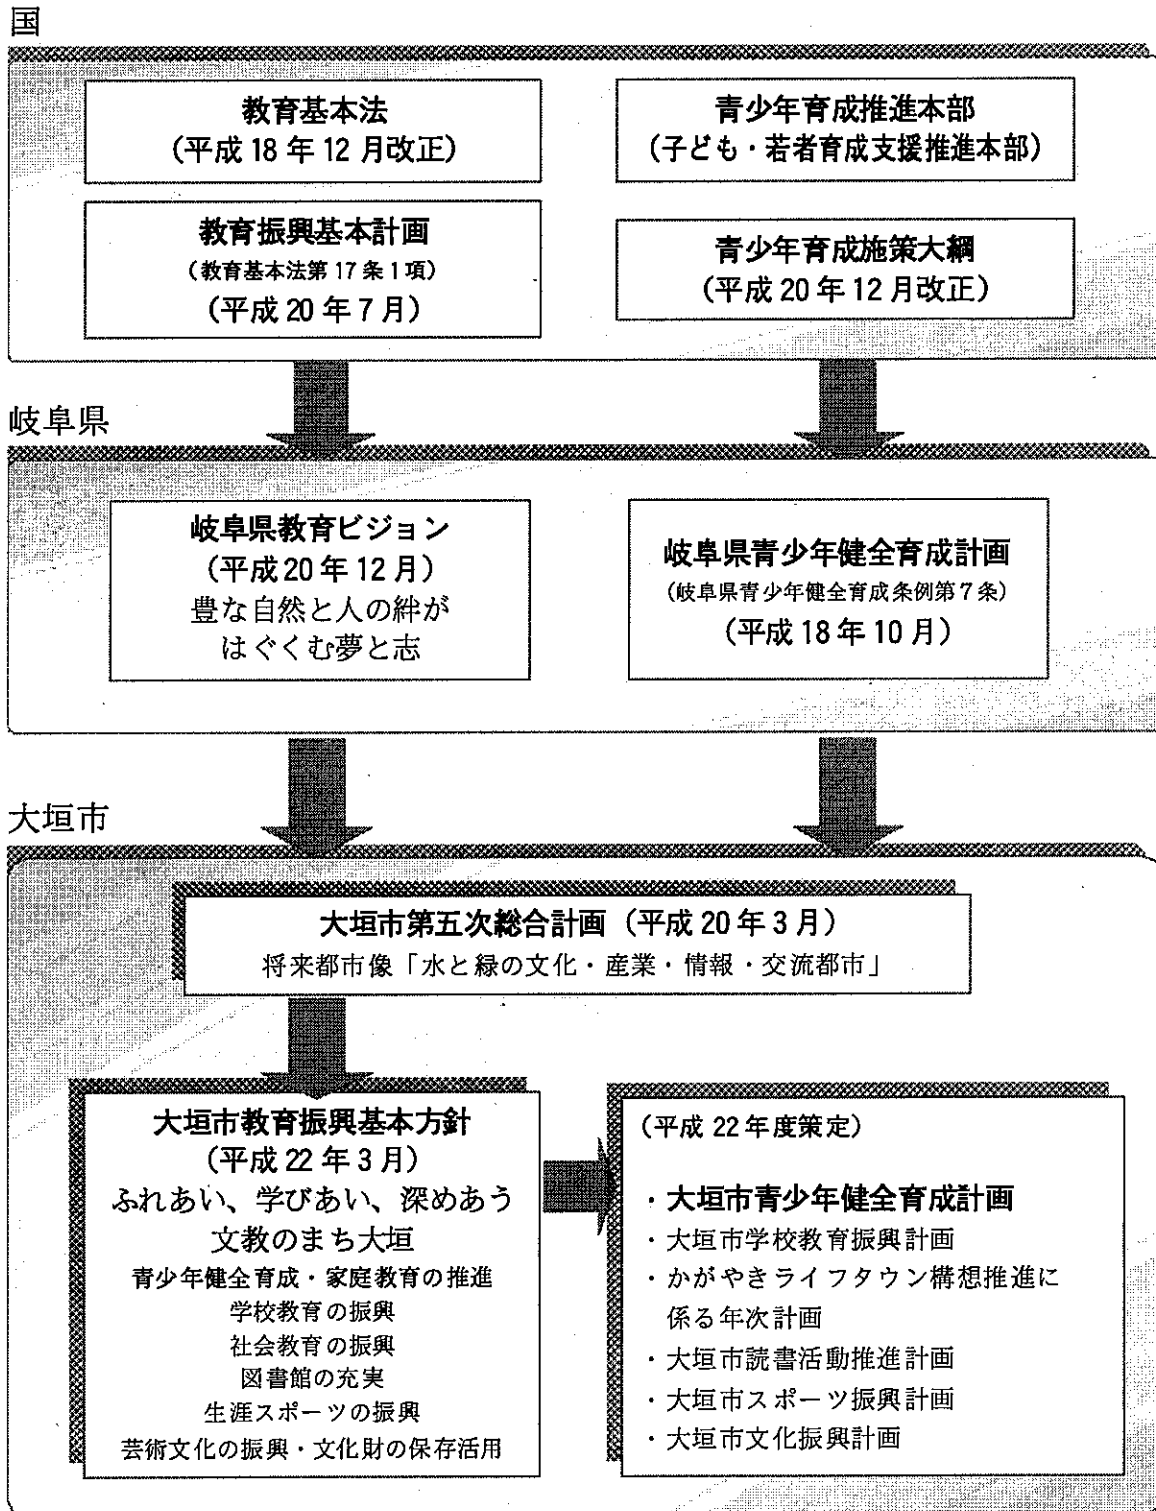 国
教育基本法
(平成18年12月改正)
教育振興基本計画
(教育基本法第17条1項)
(平成20年7月)
青少年育成推進本部
(子ども・若者育成支援推進本部)
青少年育成施策大綱
(平成20年12月改正)
岐阜県
岐阜県教育ビジョン
(平成20年12月)
豊な自然と人の絆が
はぐくむ夢と志
岐阜県青少年健全育成計画
(岐阜県青少年健全育成条例第7条)
(平成18年10月)
大垣市
大垣市第五次総合計画(平成20年3月)
将来都市像「水と緑の文化・産業・情報・交流都市」
大垣市教育振興基本方針
(平成22年3月)
ふれあい、学びあい、深めあう
文教のまち大垣
青少年健全育成・家庭教育の推進
学校教育の振興
社会教育の振興
図書館の充実
生涯スポーツの振興
芸術文化の振興・文化財の保存活用
(平成22年度策定)
・大垣市青少年健全育成計画
・大垣市学校教育振興計画
・かがやきライフタウン構想推進に
係る年次計画
・大垣市読書活動推進計画
・大垣市スポーツ振興計画
・大垣市文化振興計画